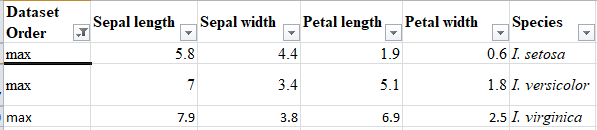 Dataset Order Sepal length Sepal width Petal length Petal width Species
max 5.8 4.4 1.9 0.6 I. setosa
max 7 3.4 5.1 1.8 I. versicolor
max 7.9 3.8 6.9 2.5 I. virginica